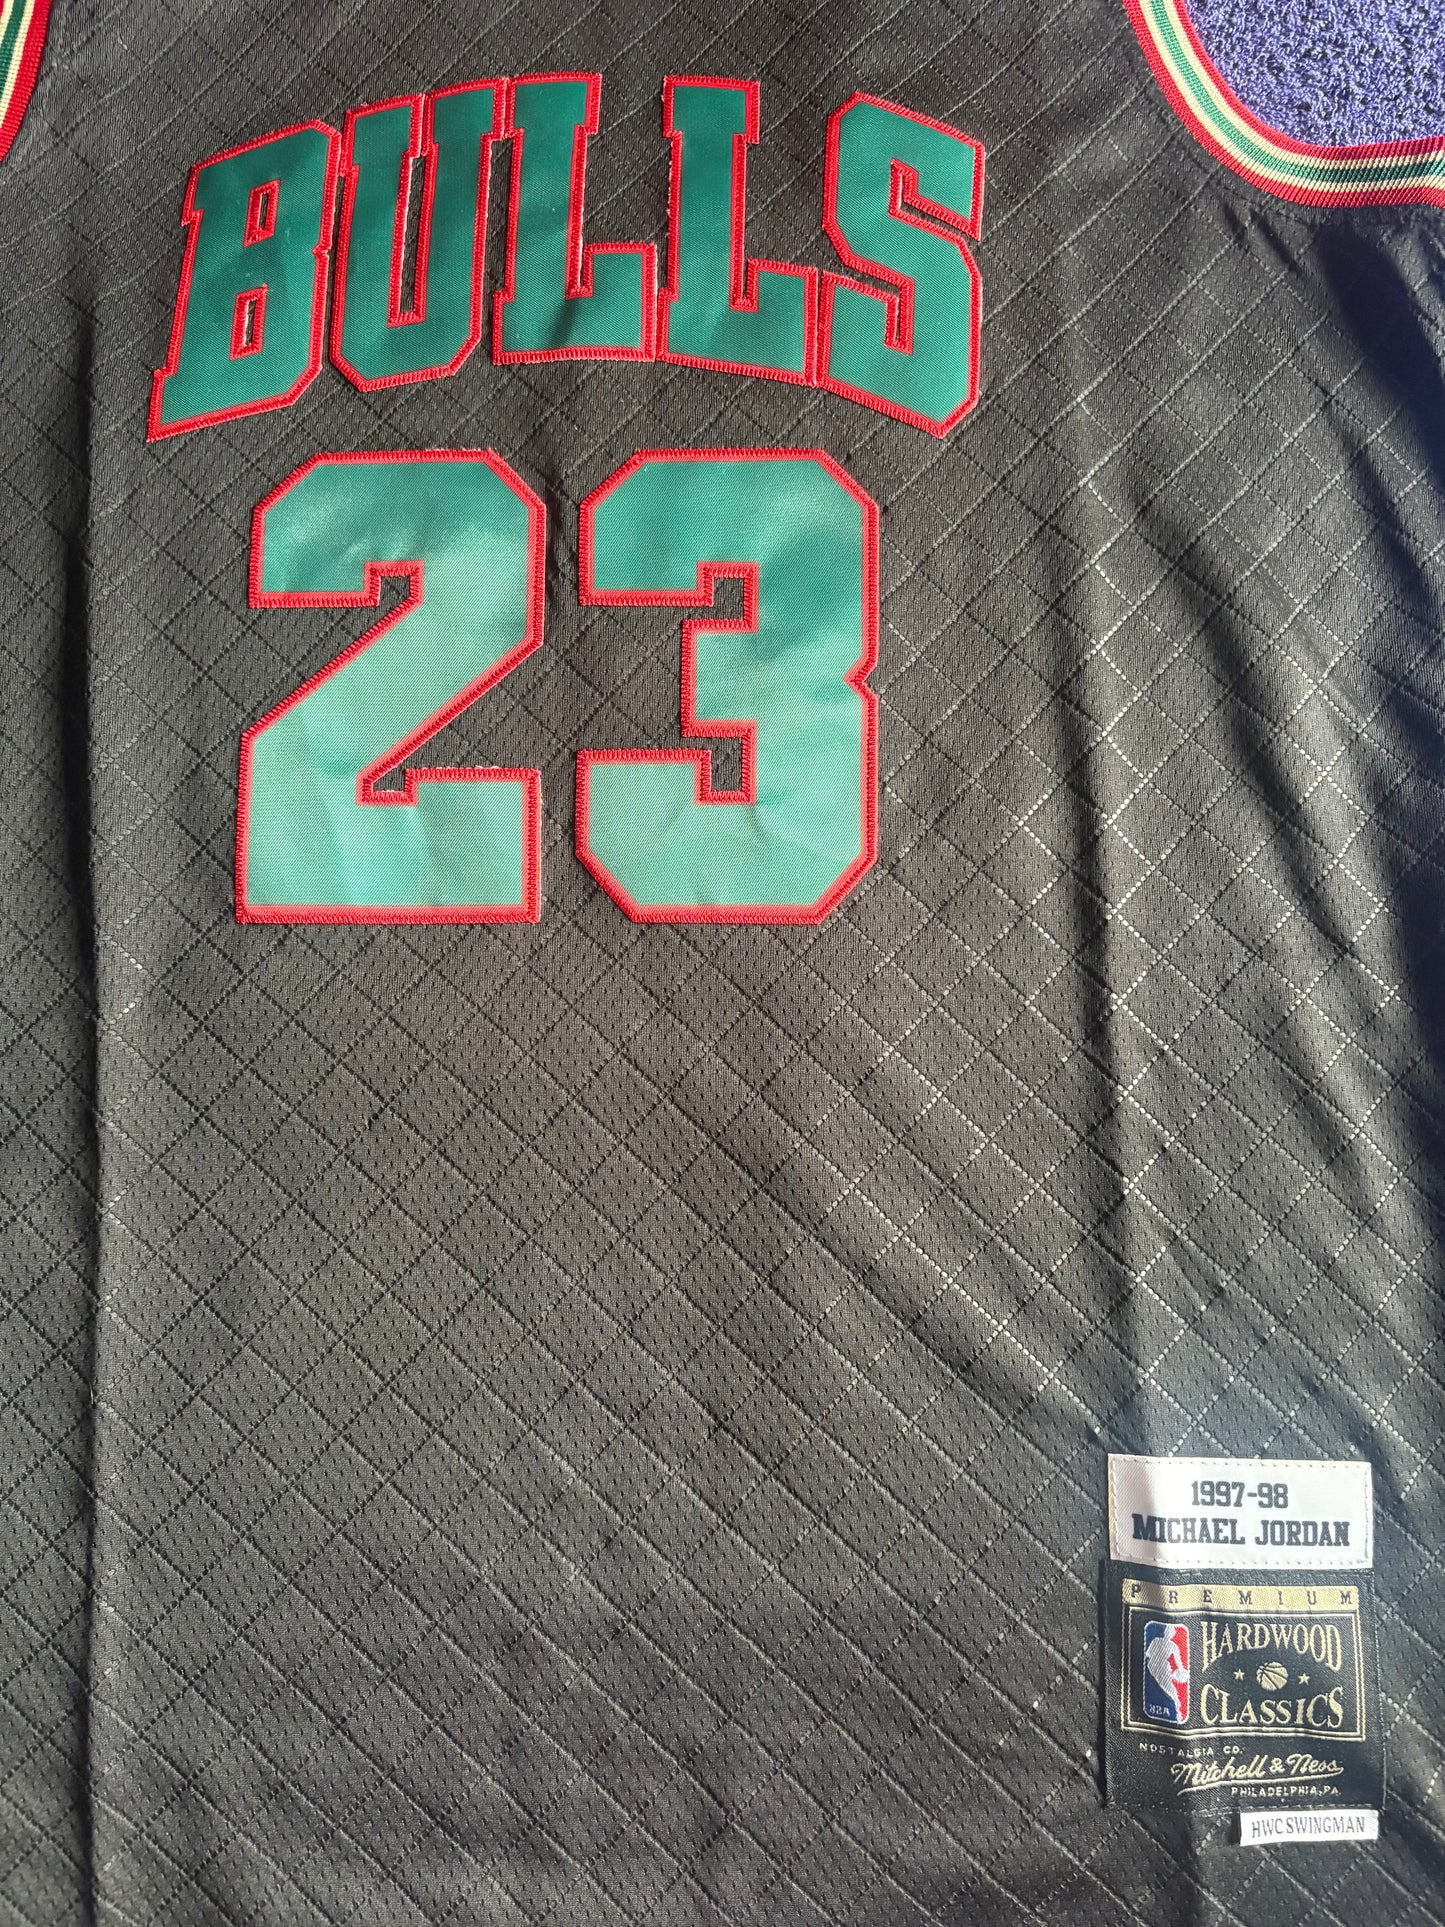 BULLS
23
1997-98
MICHAEL JORDAN
PREMIUM
HARDWOOD
CLASSICS
NOSTALGIA CO.
Mitchell & Ness
PHILADELPHIA, PA.
HWC SWINGMAN